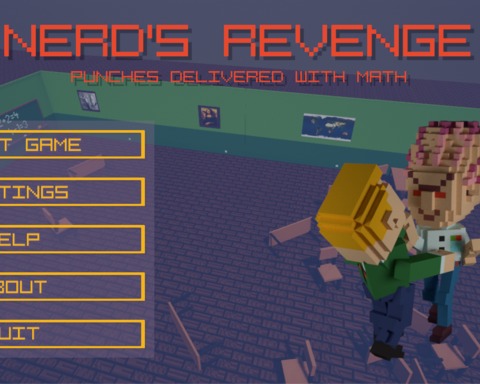 NERD'S REVENGE
PUNCHES DELIVERED WITH MATH
T GAME
TINGS
ELP
BOUT
UIT